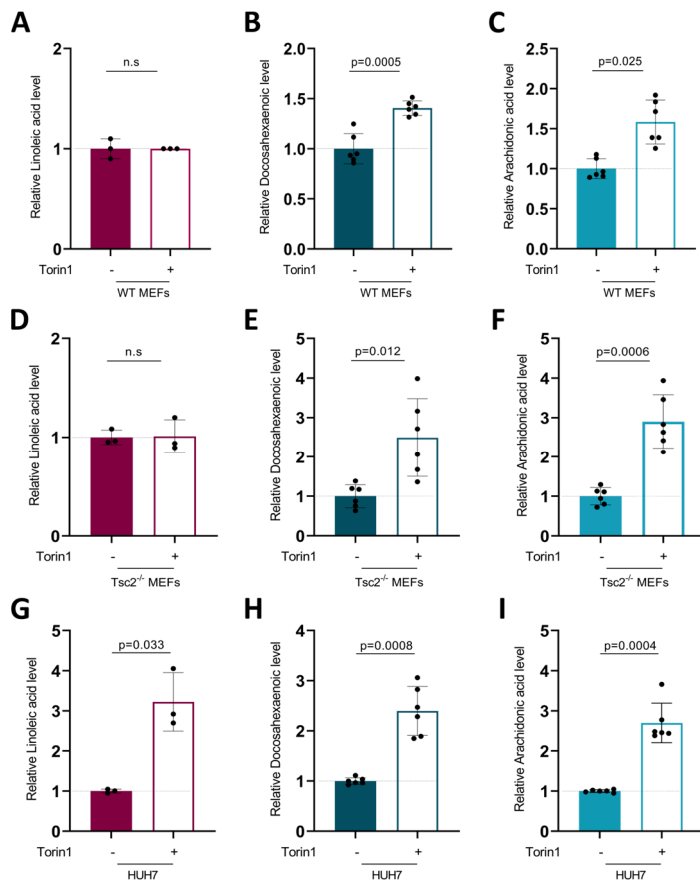 A
Relative Linoleic acid level
2
1
0
n.s
Torin1
-
+
WT MEFs
B
Relative Docosahexaenoic level
2.0
1.5
1.0
0.5
0.0
p=0.0005
-
+
WT MEFs
C
Relative Arachidonic acid level
2.5
2.0
1.5
1.0
0.5
0.0
p=0.025
Torin1
-
+
WT MEFs
D
Relative Linoleic acid level
2
1
0
n.s
Torin1
-
+
Tsc2-/- MEFs
E
Relative Docosahexaenoic level
5
4
3
2
1
0
p=0.012
Torin1
-
+
Tsc2-/- MEFs
F
Relative Arachidonic acid level
5
4
3
2
1
0
p=0.0006
Torin1
-
+
Tsc2-/- MEFs
G
Relative Linoleic acid level
5
4
3
2
1
0
p=0.033
Torin1
-
+
HUH7
H
Relative Docosahexaenoic level
4
3
2
1
0
p=0.0008
Torin1
-
+
HUH7
I
Relative Arachidonic acid level
5
4
3
2
1
0
p=0.0004
Torin1
-
+
HUH7